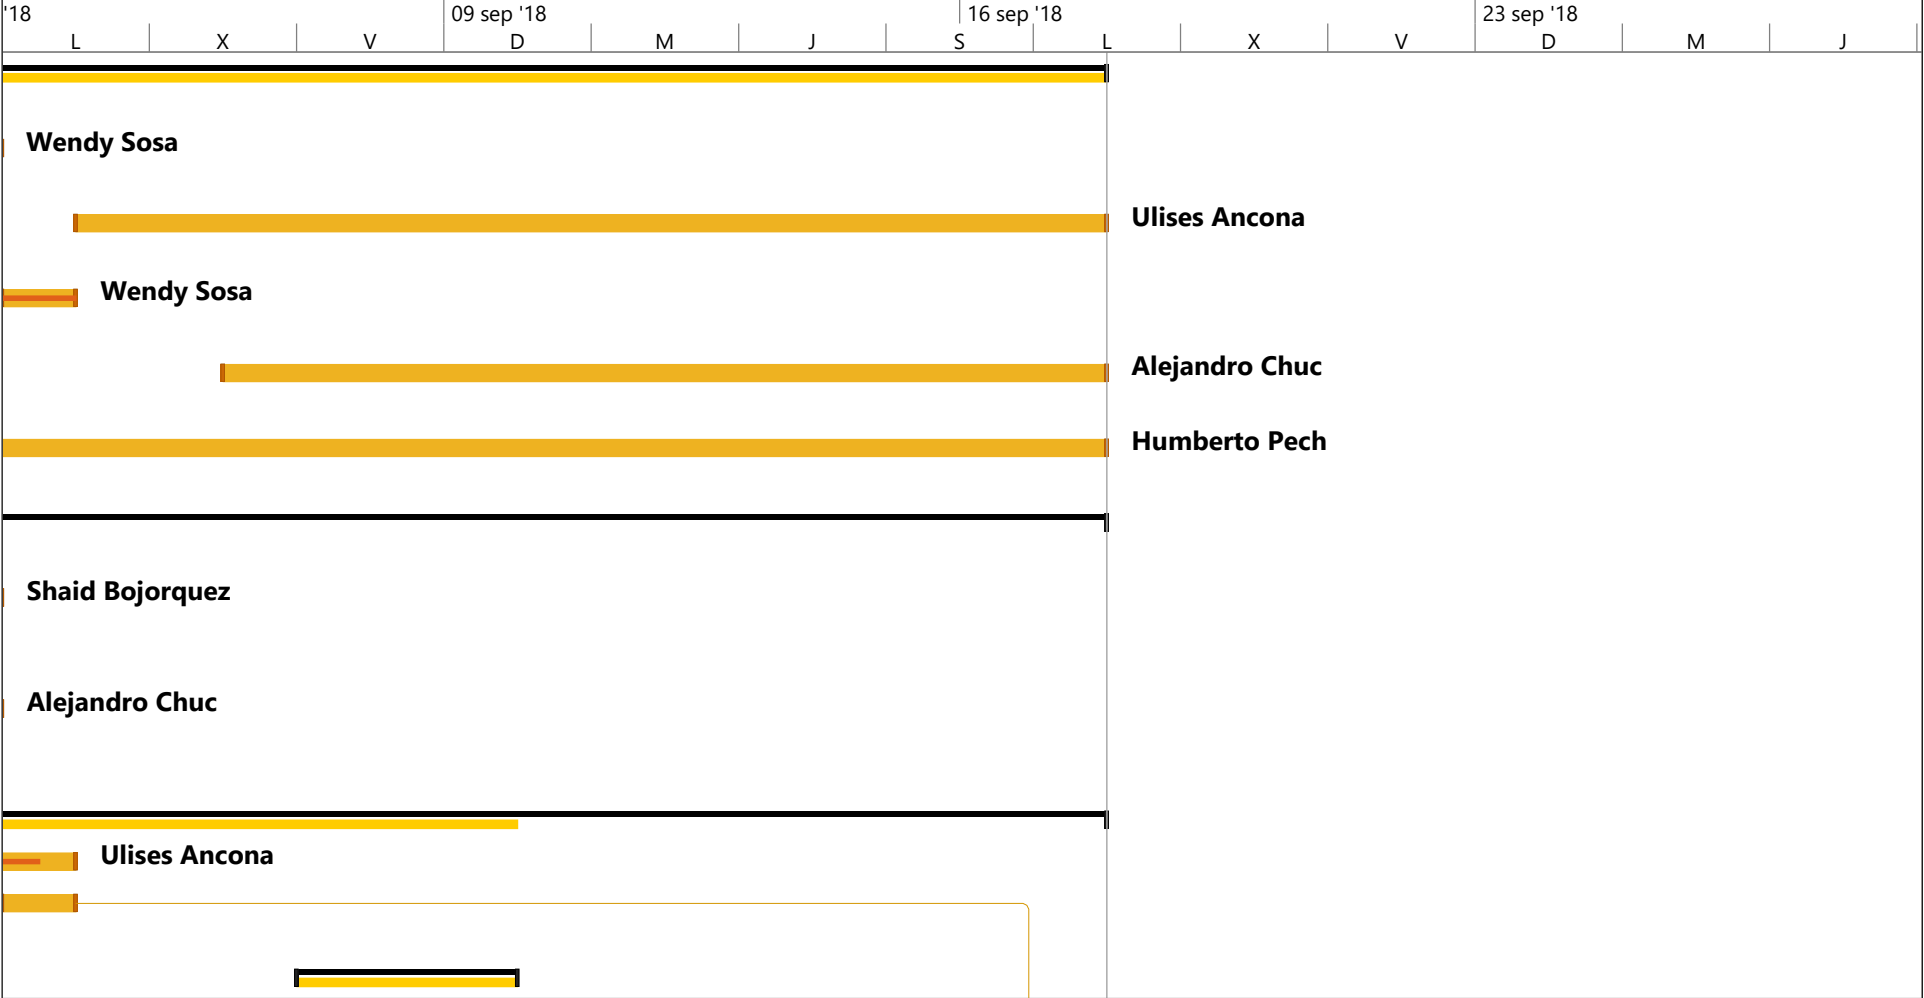 '18 09 sep '18 16 sep '18 23 sep '18
L X V D M J S L X V D M J
Wendy Sosa
Ulises Ancona
Wendy Sosa
Alejandro Chuc
Humberto Pech
Shaid Bojorquez
Alejandro Chuc
Ulises Ancona